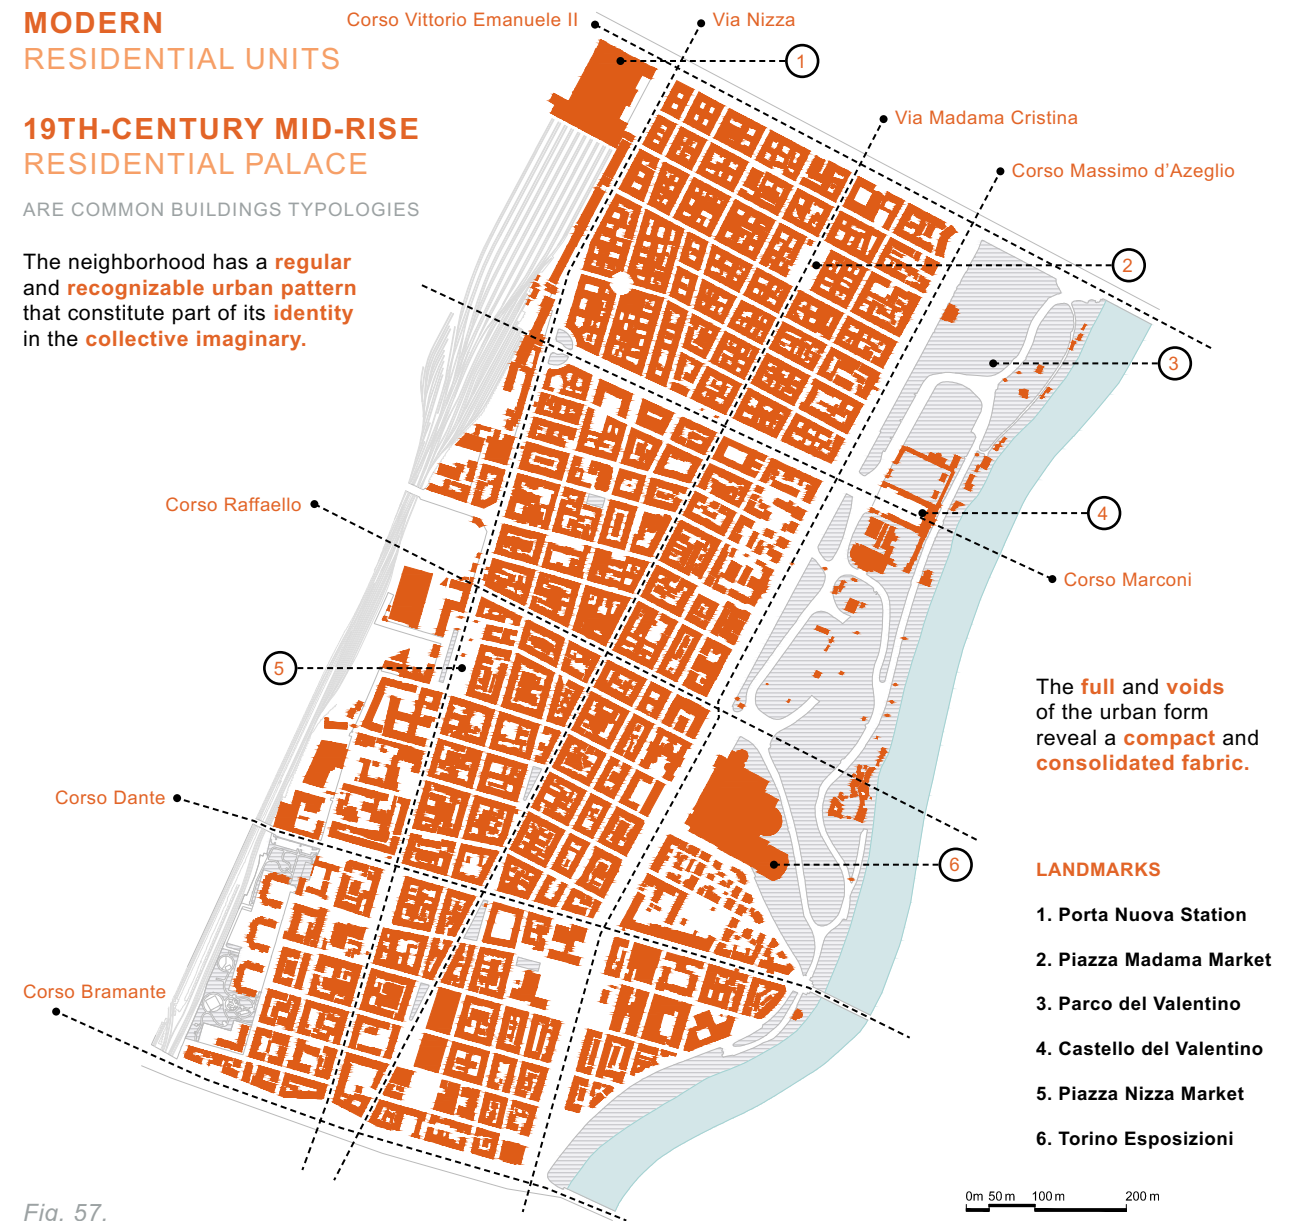 MODERN
RESIDENTIAL UNITS
19TH-CENTURY MID-RISE
RESIDENTIAL PALACE
ARE COMMON BUILDINGS TYPOLOGIES
The neighborhood has a regular
and recognizable urban pattern
that constitute part of its identity
in the collective imaginary.
Corso Vittorio Emanuele II
Via Nizza
1
Via Madama Cristina
Corso Massimo d'Azeglio
2
3
Corso Raffaello
4
Corso Marconi
5
The full and voids
of the urban form
reveal a compact and
consolidated fabric.
Corso Dante
6
LANDMARKS
1. Porta Nuova Station
2. Piazza Madama Market
3. Parco del Valentino
4. Castello del Valentino
5. Piazza Nizza Market
6. Torino Esposizioni
Corso Bramante
0m 50 m 100 m 200 m
Fig. 57.